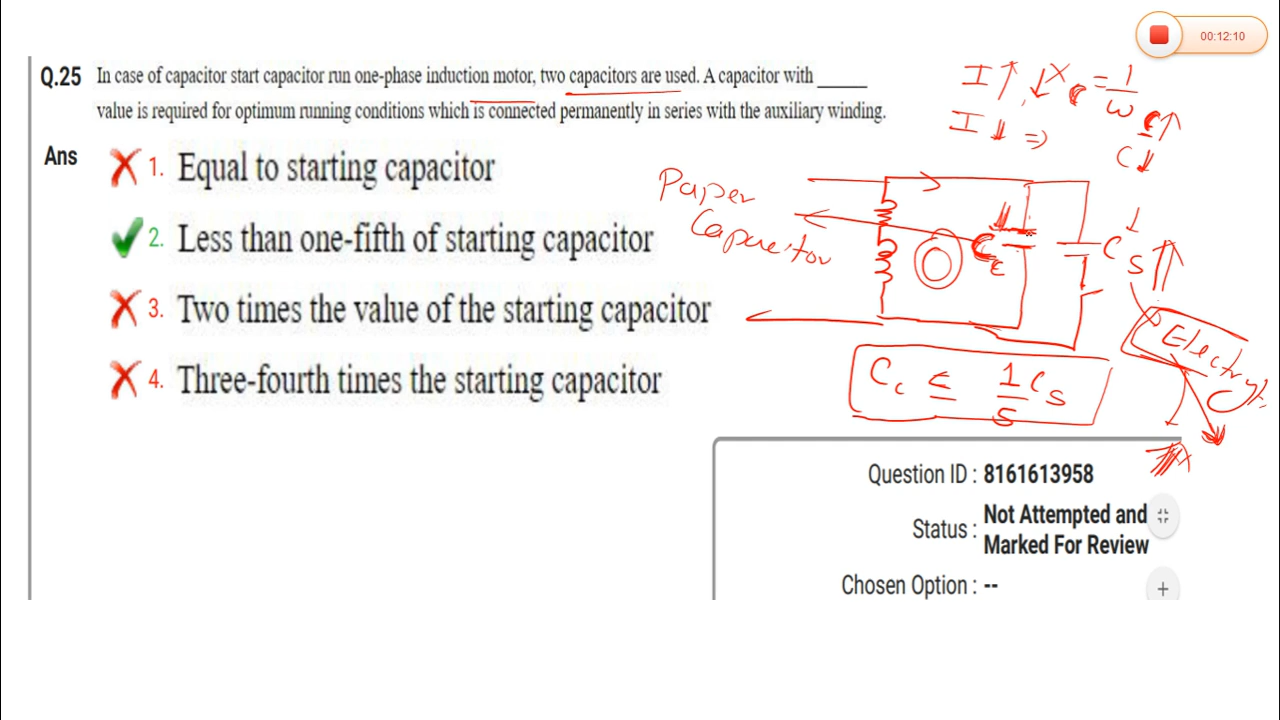 00:12:10
Q.25 In case of capacitor start capacitor run one-phase induction motor, two capacitors are used. A capacitor with ______
value is required for optimum running conditions which is connected permanently in series with the auxiliary winding.
Ans 1. Equal to starting capacitor
2. Less than one-fifth of starting capacitor
3. Two times the value of the starting capacitor
4. Three-fourth times the starting capacitor
I↑ ↓X = 1/ω C↑
I↓ ⇒ C↓
Paper
Capacitor
C S ↑
Cc ≤ 1/5 Cs
Question ID : 8161613958
Status : Not Attempted and
Marked For Review
Chosen Option : --